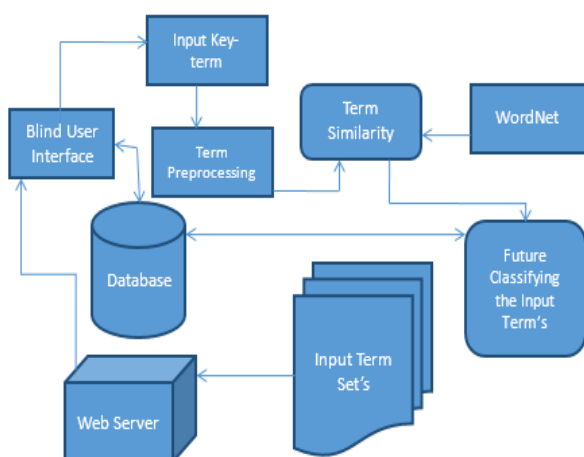 Input Key-
term
Blind User
Interface
Term
Preprocessing
Term
Similarity
WordNet
Database
Future
Classifying
the Input
Term's
Input Term
Set's
Web Server